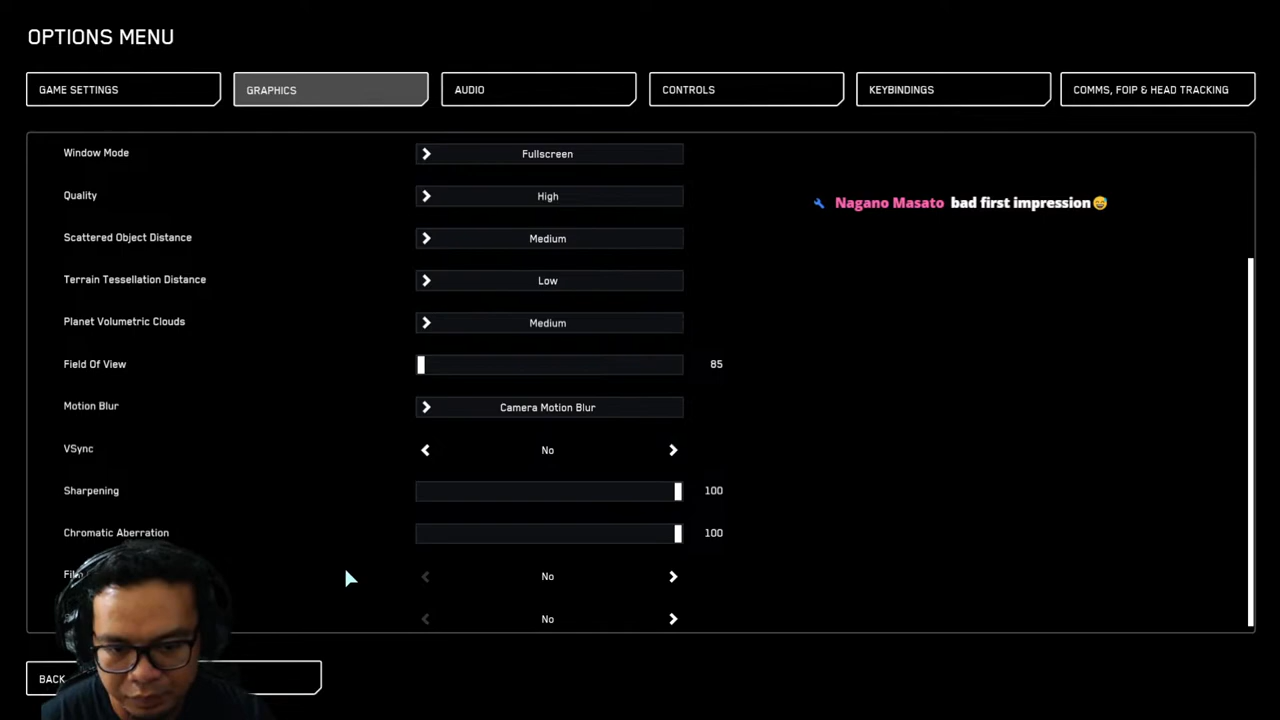 OPTIONS MENU
GAME SETTINGS
GRAPHICS
AUDIO
CONTROLS
KEYBINDINGS
COMMS, FOIP & HEAD TRACKING
Window Mode
Fullscreen
Quality
High
Nagano Masato bad first impression😅
Scattered Object Distance
Medium
Terrain Tessellation Distance
Low
Planet Volumetric Clouds
Medium
Field Of View
85
Motion Blur
Camera Motion Blur
VSync
No
Sharpening
100
Chromatic Aberration
100
No
No
BACK